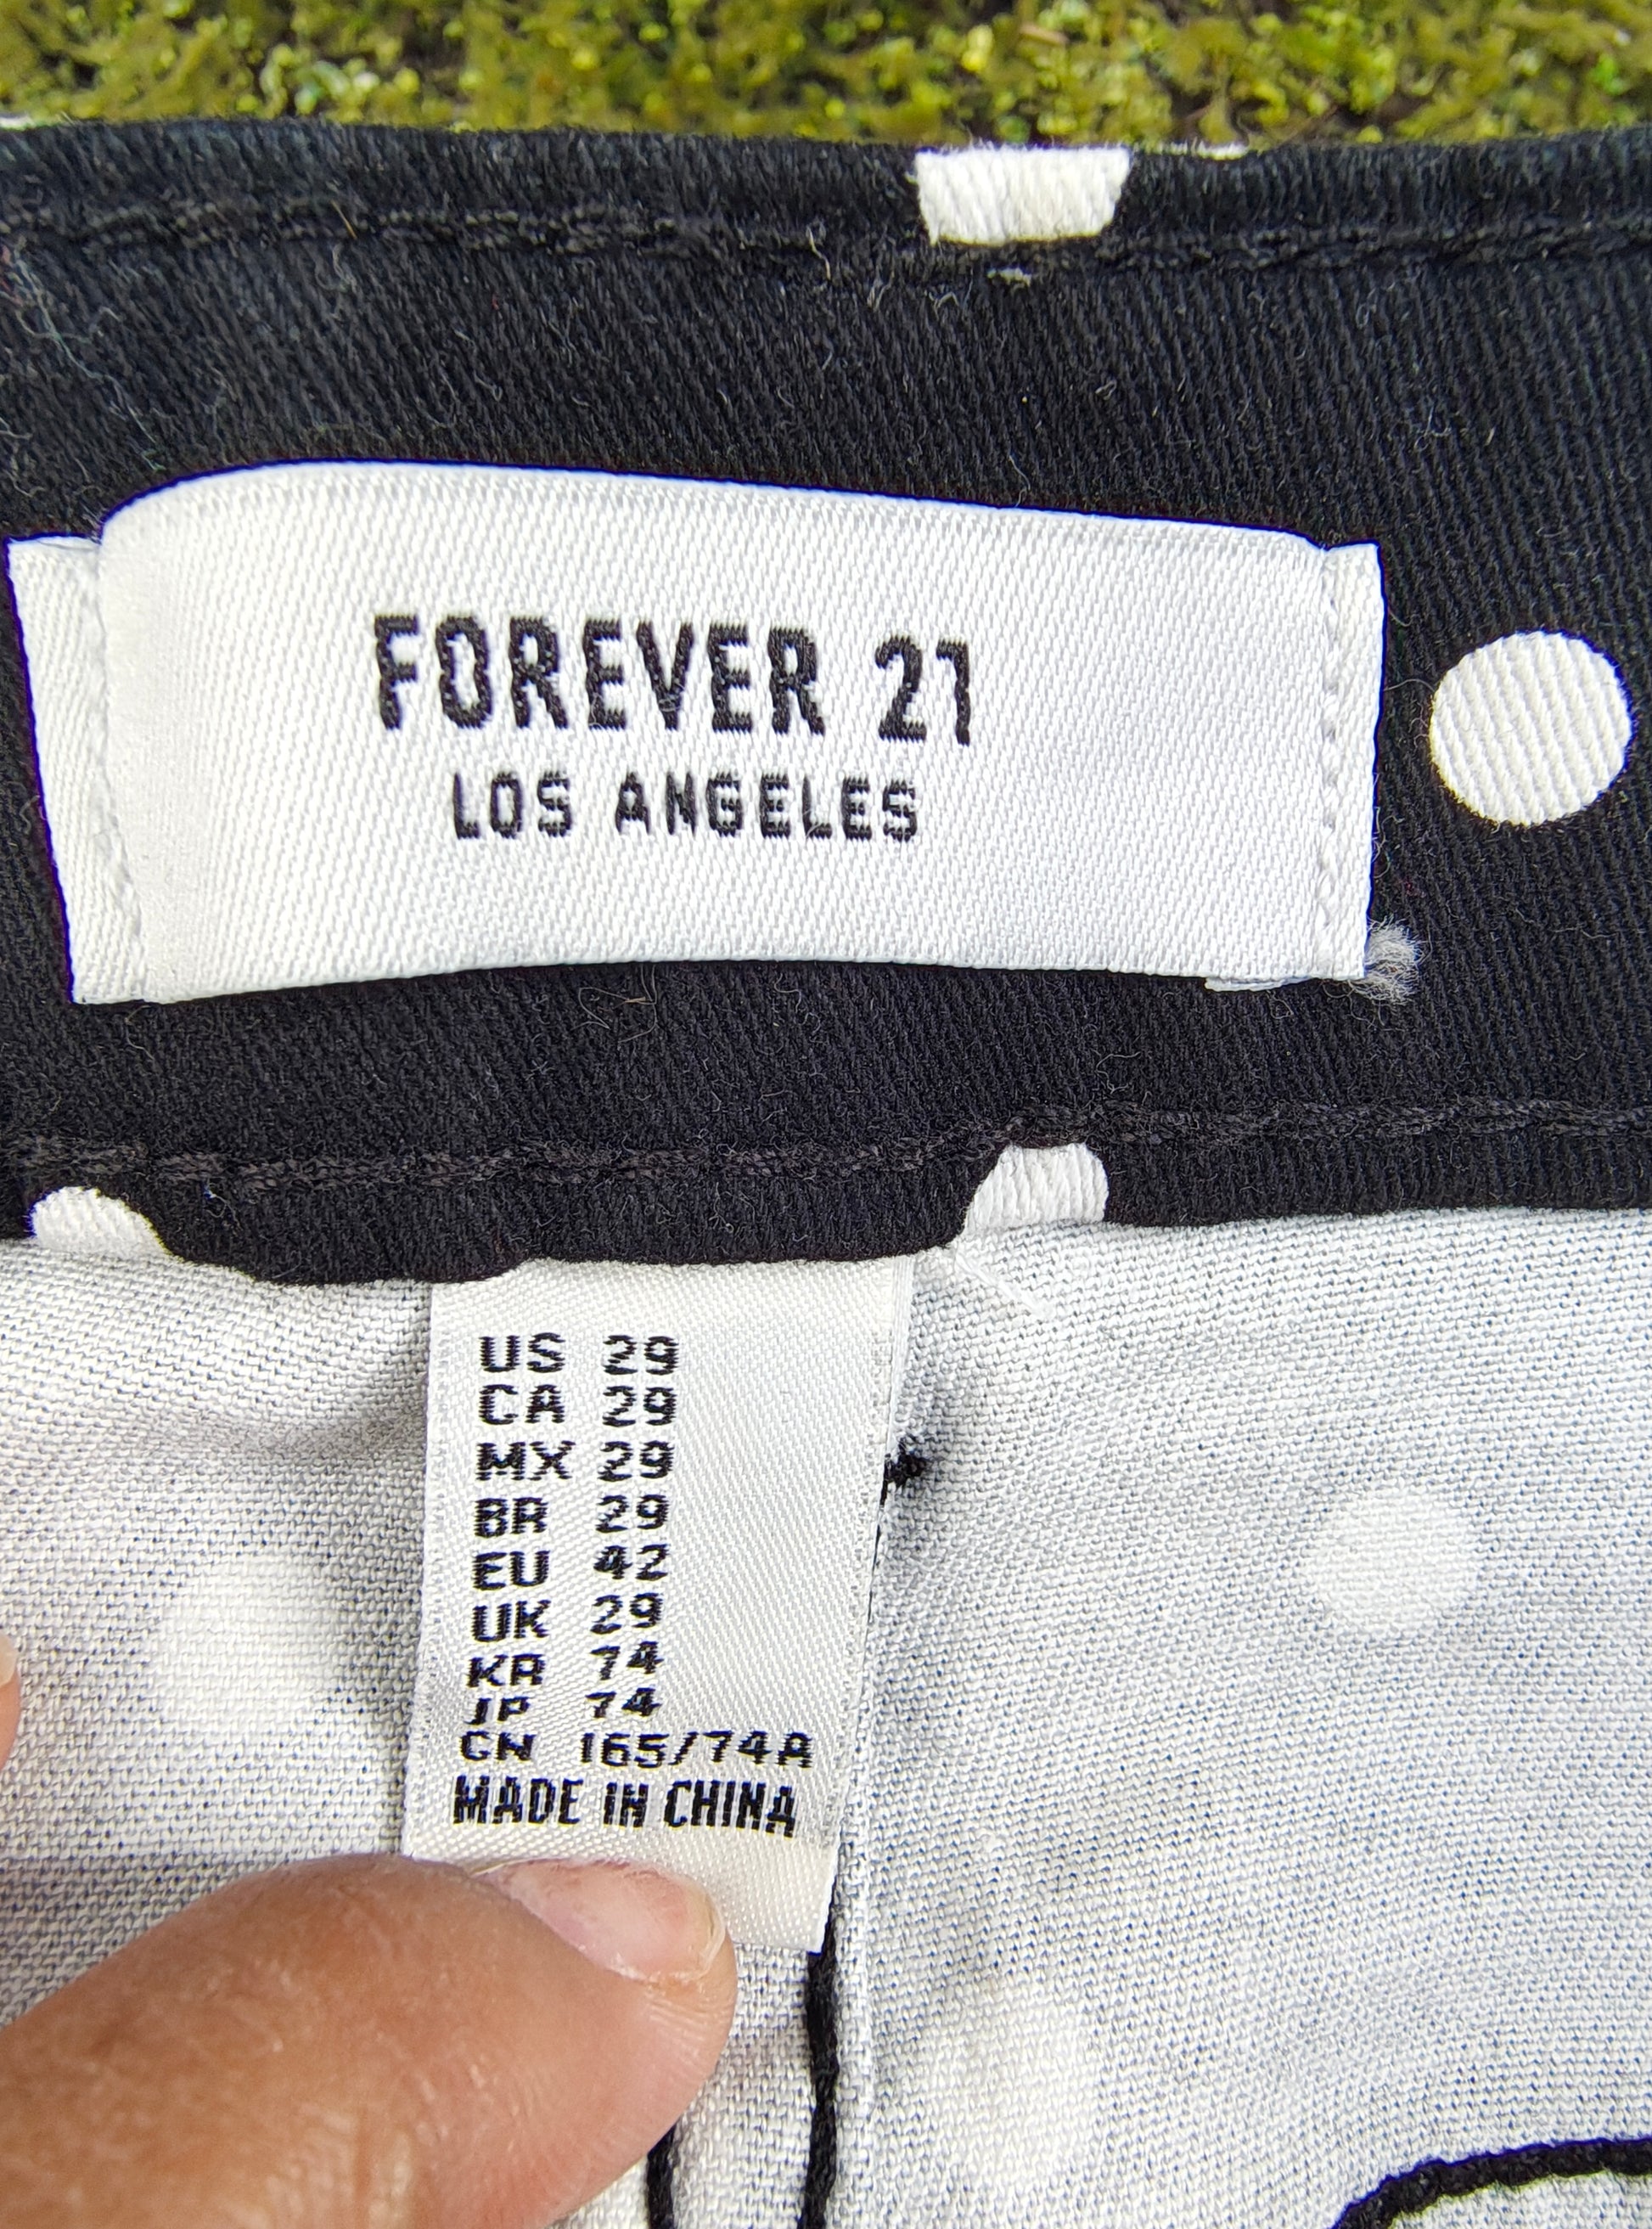 FOREVER 21
LOS ANGELES
US 29
CA 29
MX 29
BR 29
EU 42
UK 29
KR 74
JP 74
CN 165/74A
MADE IN CHINA